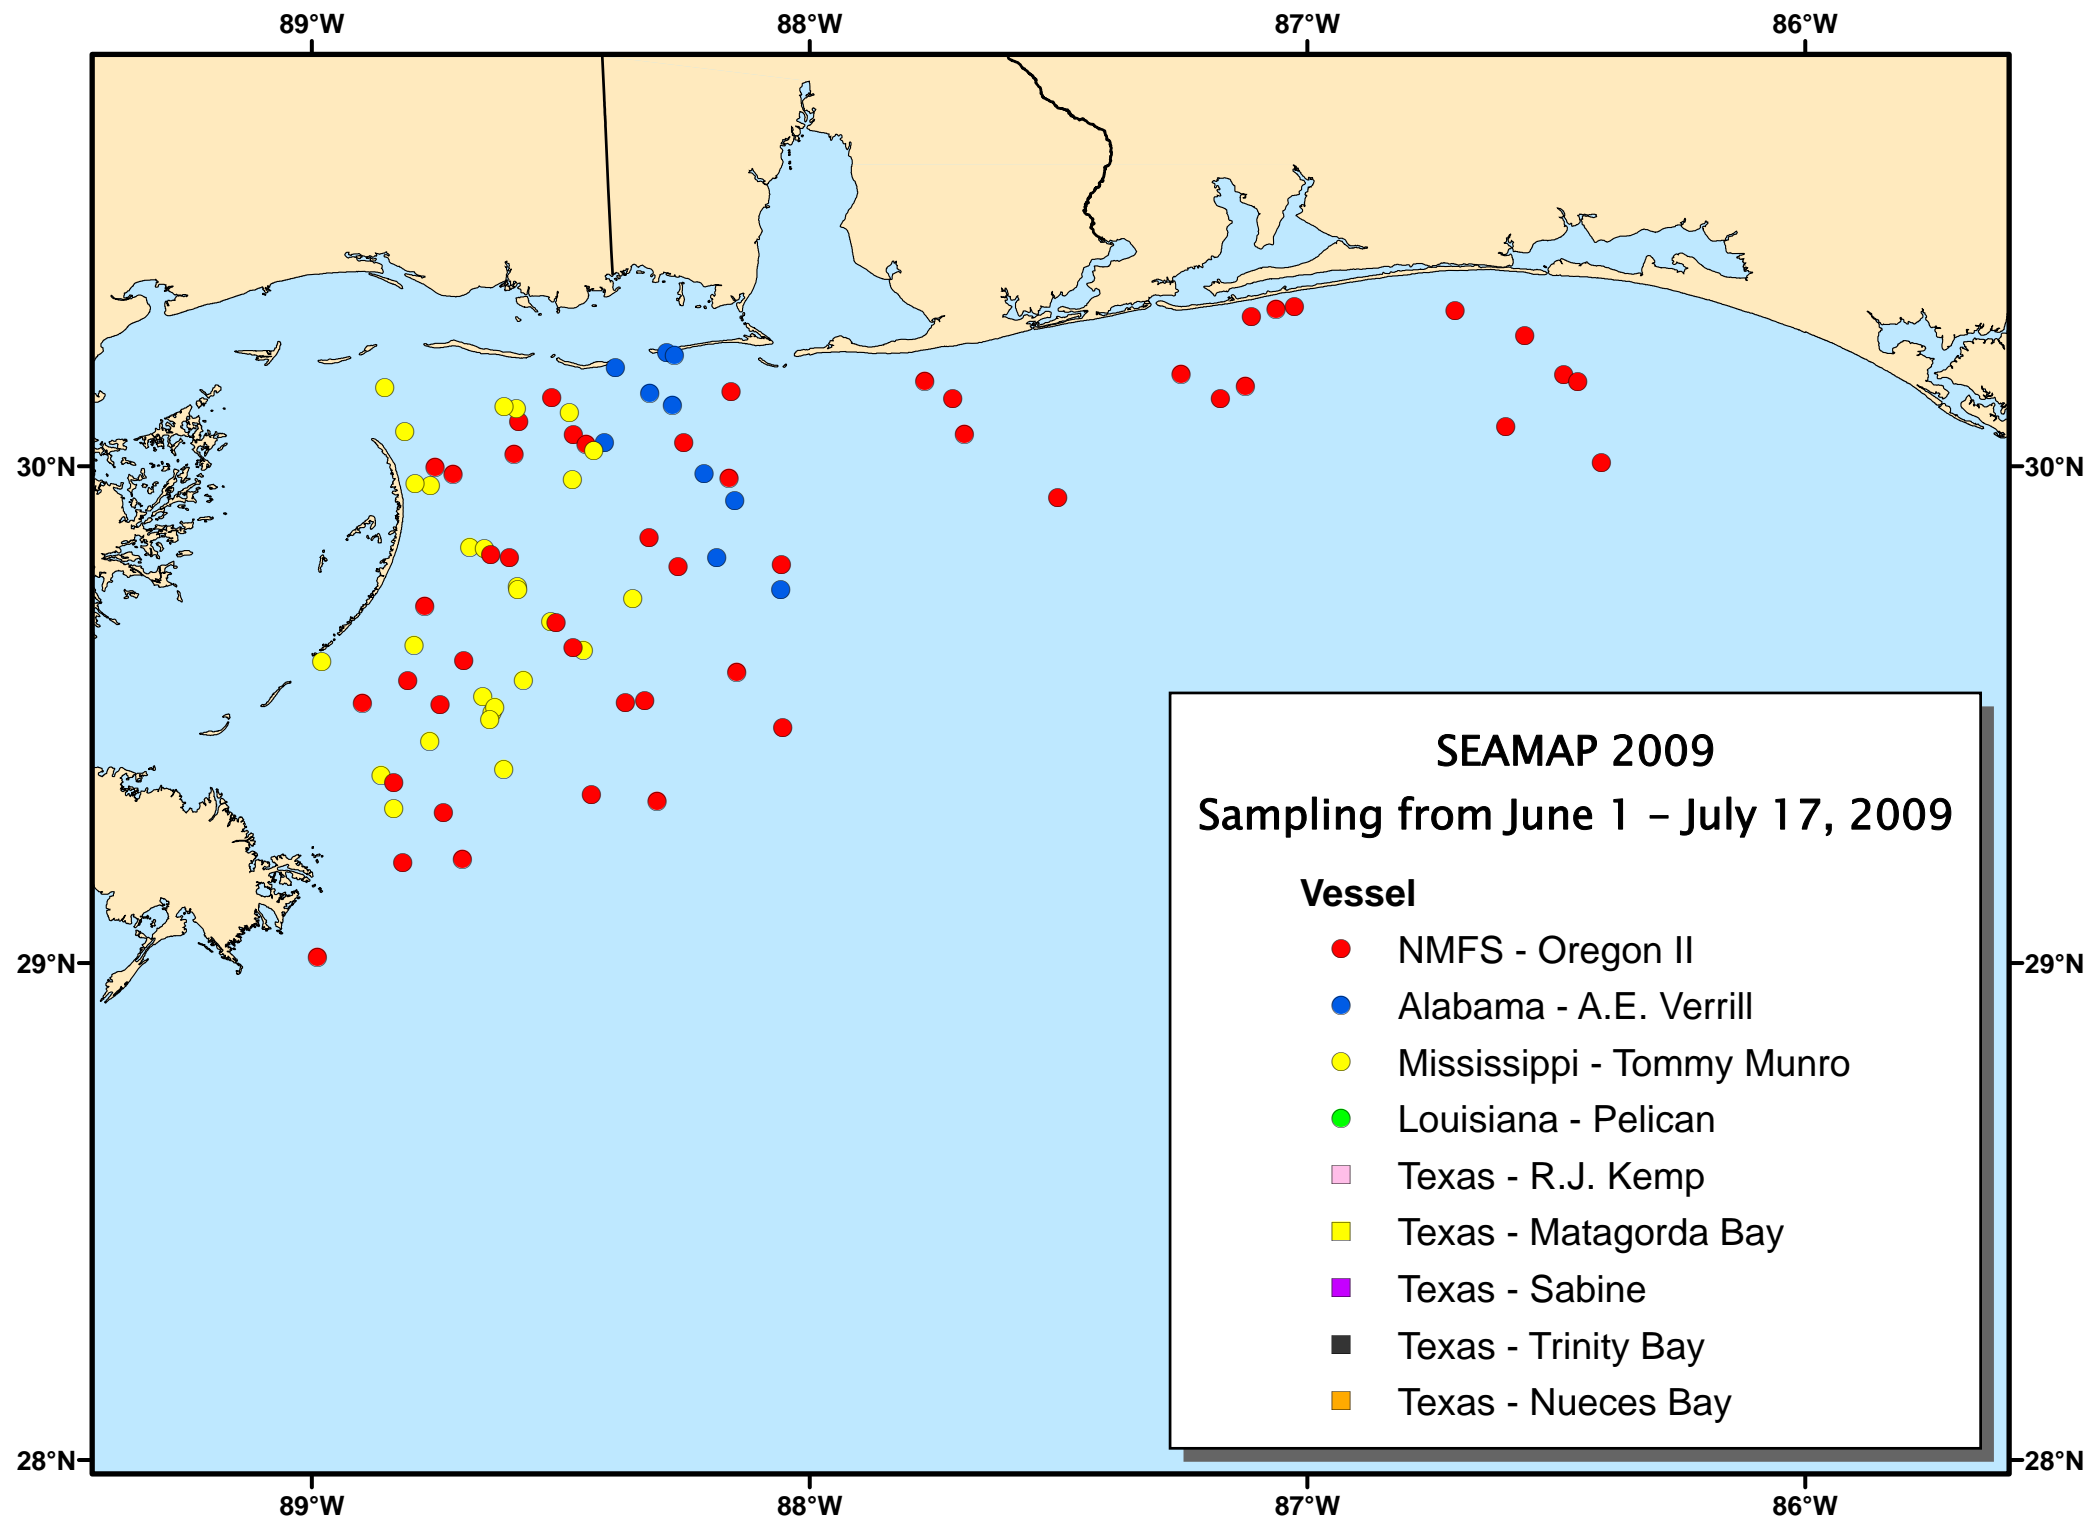 89°W 88°W 87°W 86°W
30°N 30°N
SEAMAP 2009
Sampling from June 1 – July 17, 2009
Vessel
NMFS - Oregon II
29°N 29°N
Alabama - A.E. Verrill
Mississippi - Tommy Munro
Louisiana - Pelican
Texas - R.J. Kemp
Texas - Matagorda Bay
Texas - Sabine
Texas - Trinity Bay
Texas - Nueces Bay
28°N 28°N
89°W 88°W 87°W 86°W